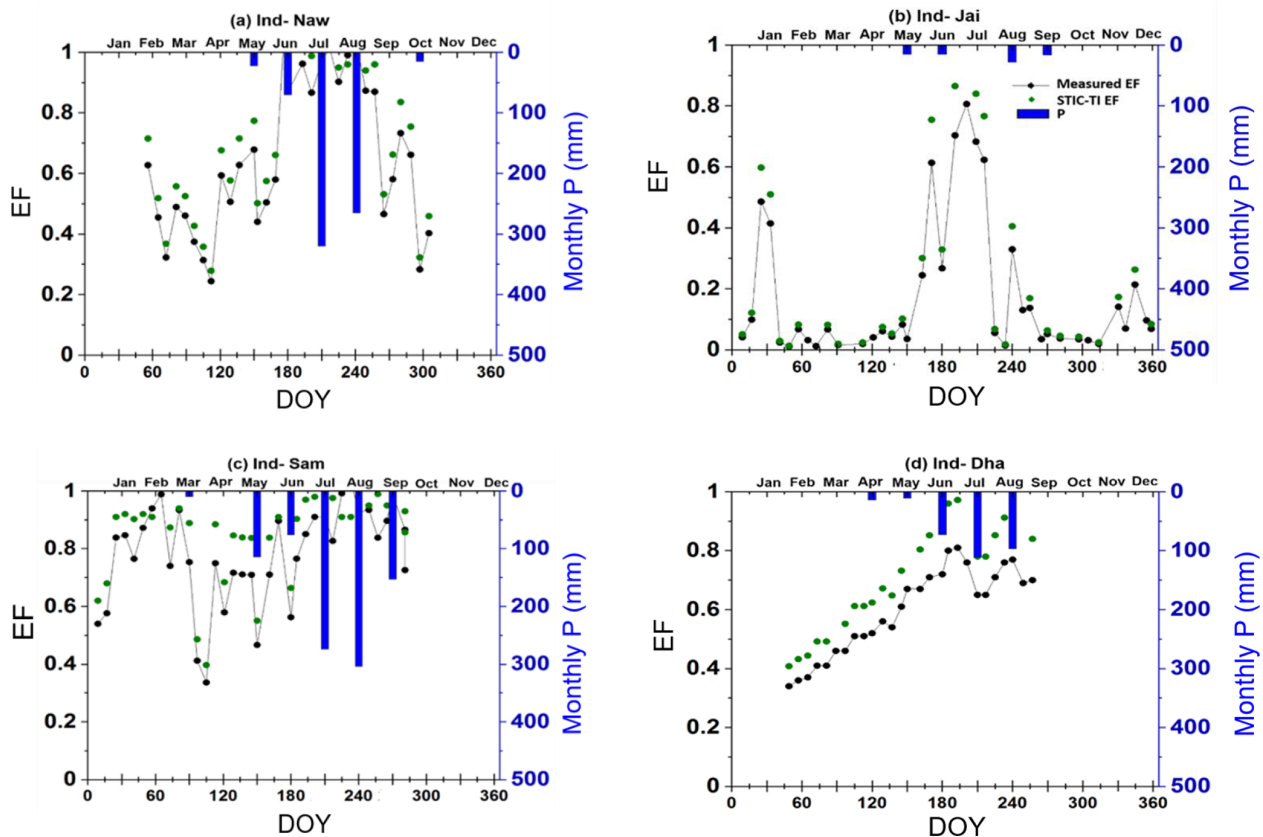 (a) Ind- Naw
Jan Feb Mar Apr May Jun Jul Aug Sep Oct Nov Dec
1 0
0.8 100
0.6 200
0.4 300
0.2 400
0 500
0 60 120 180 240 300 360
EF
Monthly P (mm)
DOY
(b) Ind- Jai
Jan Feb Mar Apr May Jun Jul Aug Sep Oct Nov Dec
1 0
0.8 100
0.6 200
0.4 300
0.2 400
0 500
0 60 120 180 240 300 360
Measured EF
STIC-TI EF
P
EF
Monthly P (mm)
DOY
(c) Ind- Sam
Jan Feb Mar Apr May Jun Jul Aug Sep Oct Nov Dec
1 0
0.8 100
0.6 200
0.4 300
0.2 400
0 500
0 60 120 180 240 300 360
EF
Monthly P (mm)
DOY
(d) Ind- Dha
Jan Feb Mar Apr May Jun Jul Aug Sep Oct Nov Dec
1 0
0.8 100
0.6 200
0.4 300
0.2 400
0 500
0 60 120 180 240 300 360
EF
Monthly P (mm)
DOY